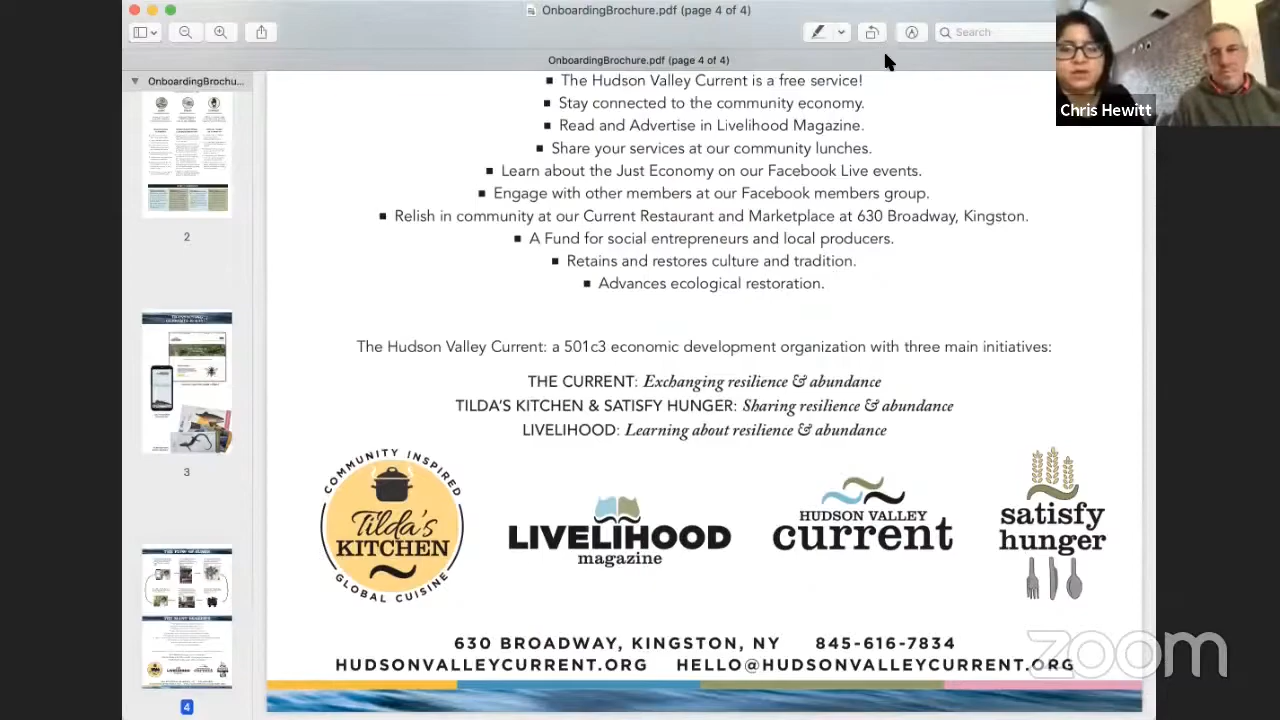 OnboardingBrochure.pdf (page 4 of 4)
Search
OnboardingBrochure.pdf (page 4 of 4)
OnboardingBrochu...
The Hudson Valley Current is a free service!
Stay connected to the community economy.
Read our Articles in Livelihood Magazine.
Share services at our community lunches.
Learn about the Next Economy on our Facebook Live events.
Engage with members on our Facebook members group.
Relish in community at our Current Restaurant and Marketplace at 630 Broadway, Kingston.
A Fund for social entrepreneurs and local producers.
Retains and restores culture and tradition.
Advances ecological restoration.
The Hudson Valley Current: a 501c3 economic development organization with three main initiatives:
THE CURRENT: Exchanging resilience & abundance
TILDA'S KITCHEN & SATISFY HUNGER: Sharing resilience & abundance
LIVELIHOOD: Learning about resilience & abundance
COMMUNITY INSPIRED
Tilda's
KITCHEN
GLOBAL CUISINE
LIVELIHOOD
magazine
HUDSON VALLEY
current
satisfy
hunger
630 BROADWAY, KINGSTON, NY • 845-658-7834
HUDSONVALLEYCURRENT.ORG • HELLO@HUDSONVALLEYCURRENT.ORG
2
3
4
Chris Hewitt
zoom